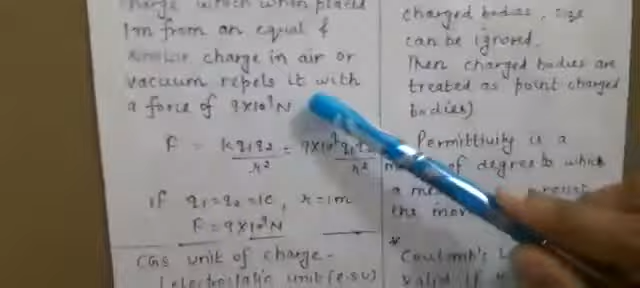 charge which when placed
1m from an equal &
similar charge in air or
vacuum repels it with
a force of 9×10⁹N
F = kq₁q₂/r² = 9×10⁹ q₁q₂/r²
if q₁=q₂=1C, r=1m
F=9×10⁹N
CGS unit of charge-
(electrostatic unit (e.s.u)
charged bodies, size
can be ignored.
Then charged bodies are
treated as point charged
bodies)
Permittivity is a
of degree to which
a
the
* Coulomb's
valid if